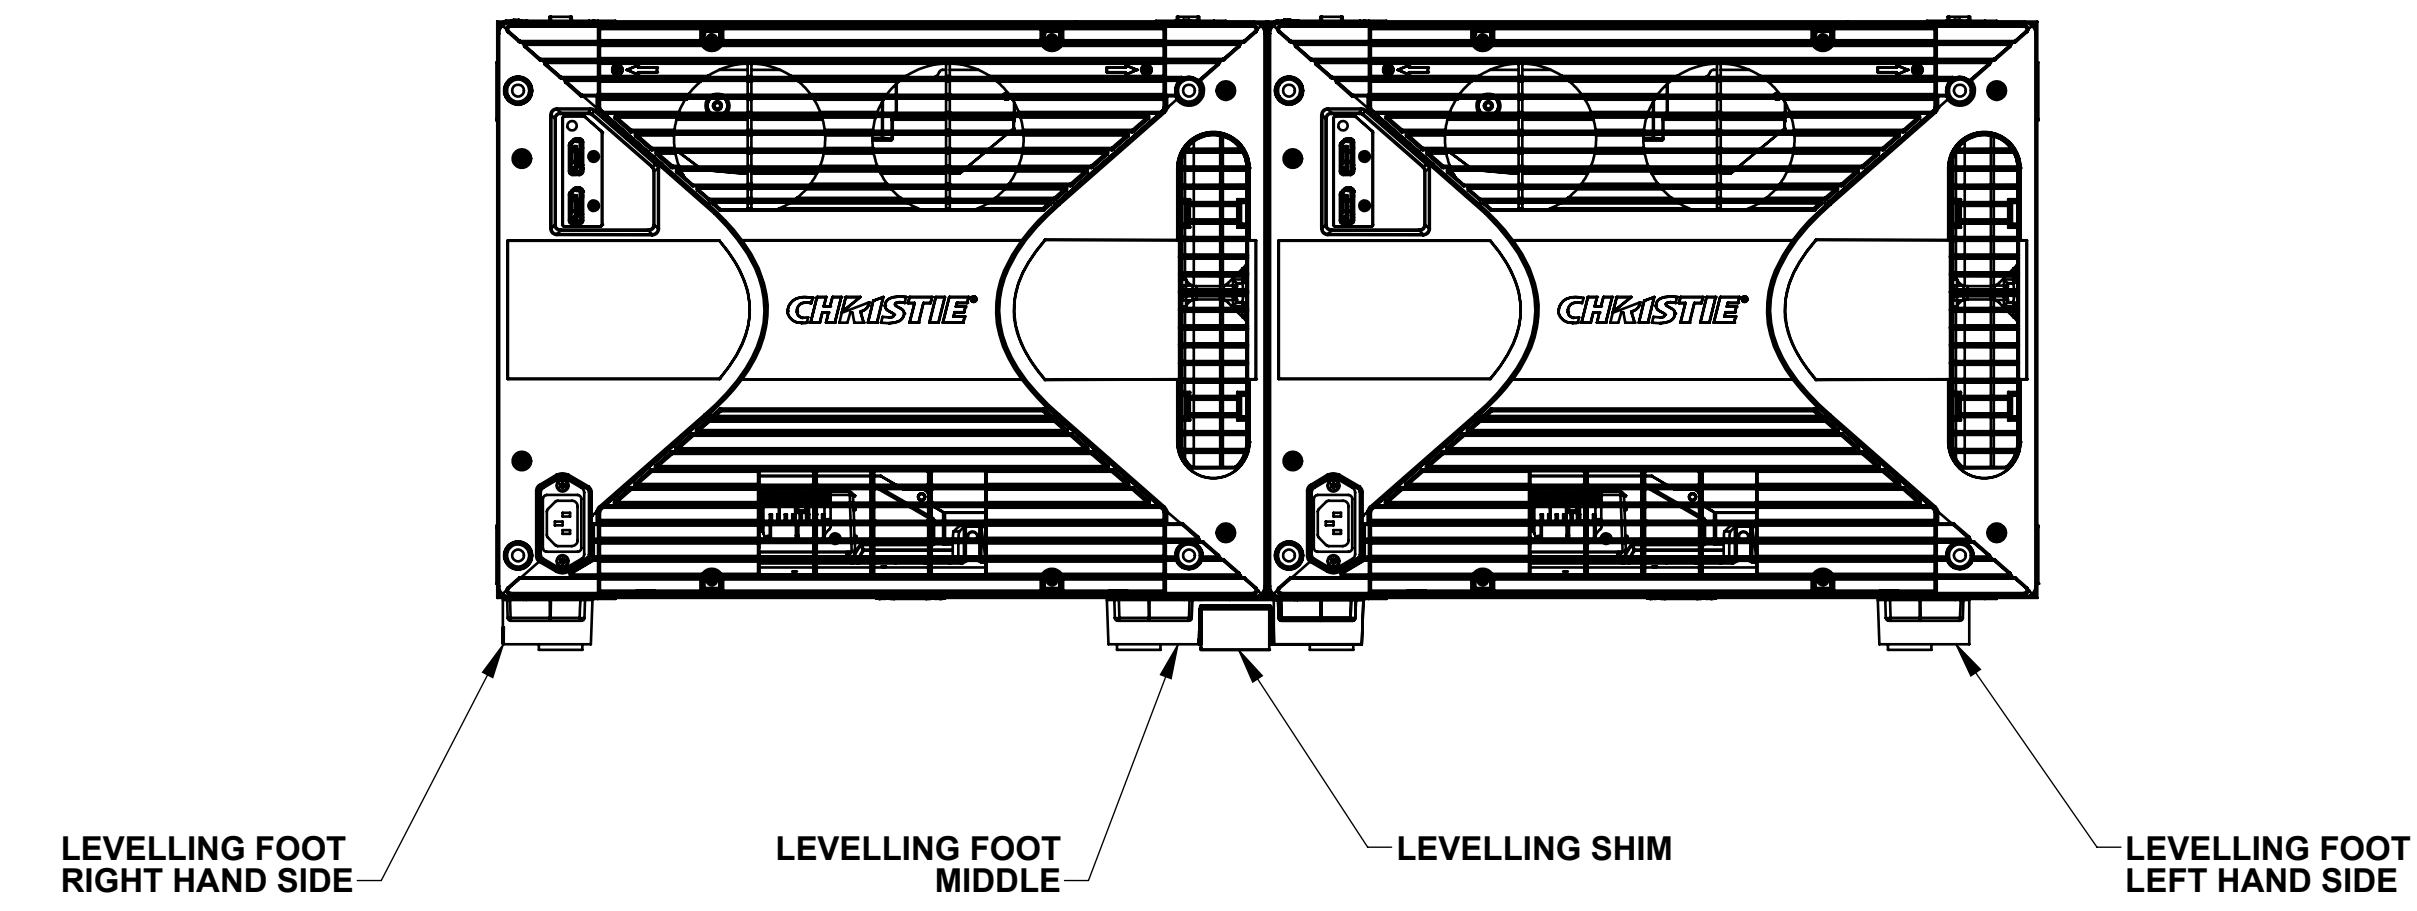 CHRISTIE
CHRISTIE
LEVELLING FOOT
RIGHT HAND SIDE
LEVELLING FOOT
MIDDLE
LEVELLING SHIM
LEVELLING FOOT
LEFT HAND SIDE